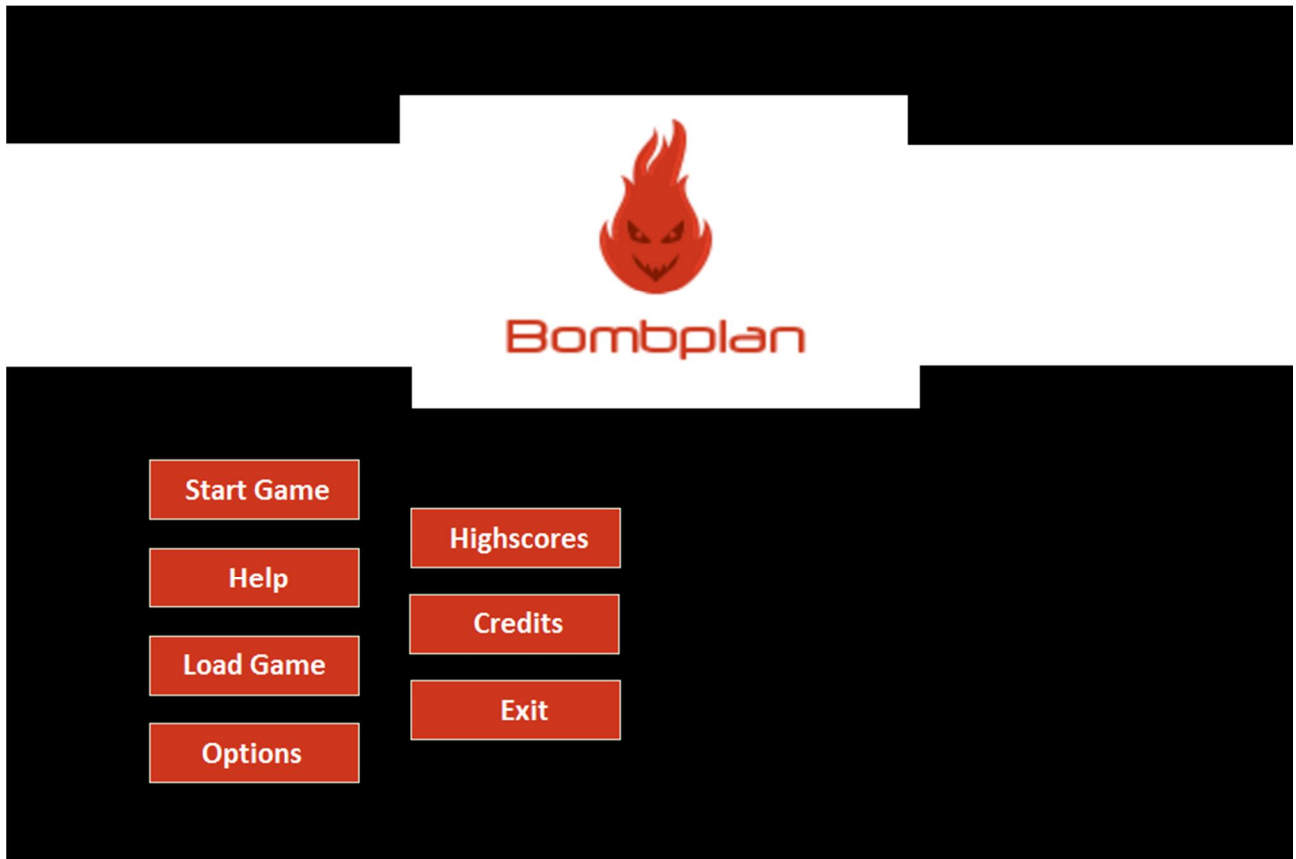 Bombplan
Start Game
Help
Load Game
Options
Highscores
Credits
Exit